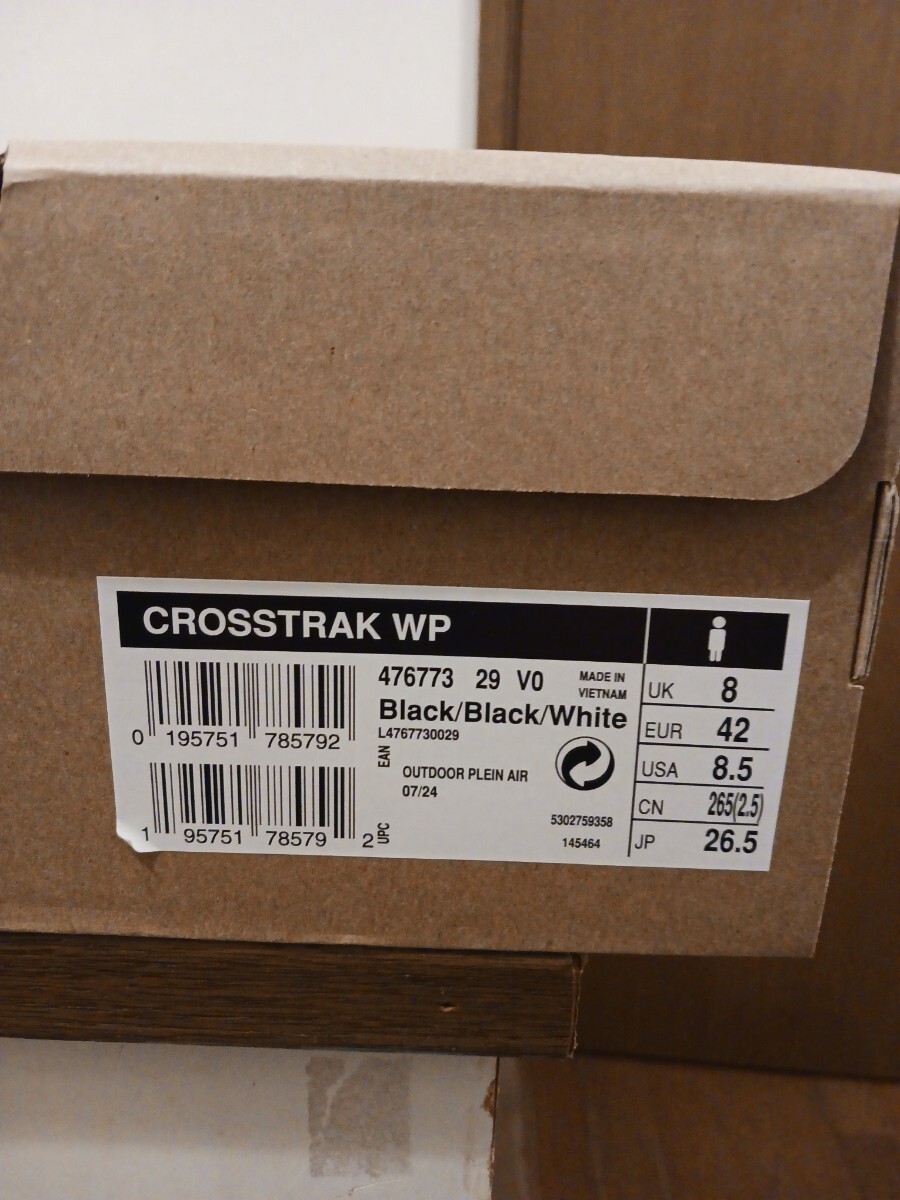 CROSSTRAK WP
476773 29 V0
MADE IN
VIETNAM
Black/Black/White
L4767730029
0 195751 785792
EAN
OUTDOOR PLEIN AIR
07/24
1 95751 78579 2
UPC
5302759358
145464
UK 8
EUR 42
USA 8.5
CN 265(2.5)
JP 26.5